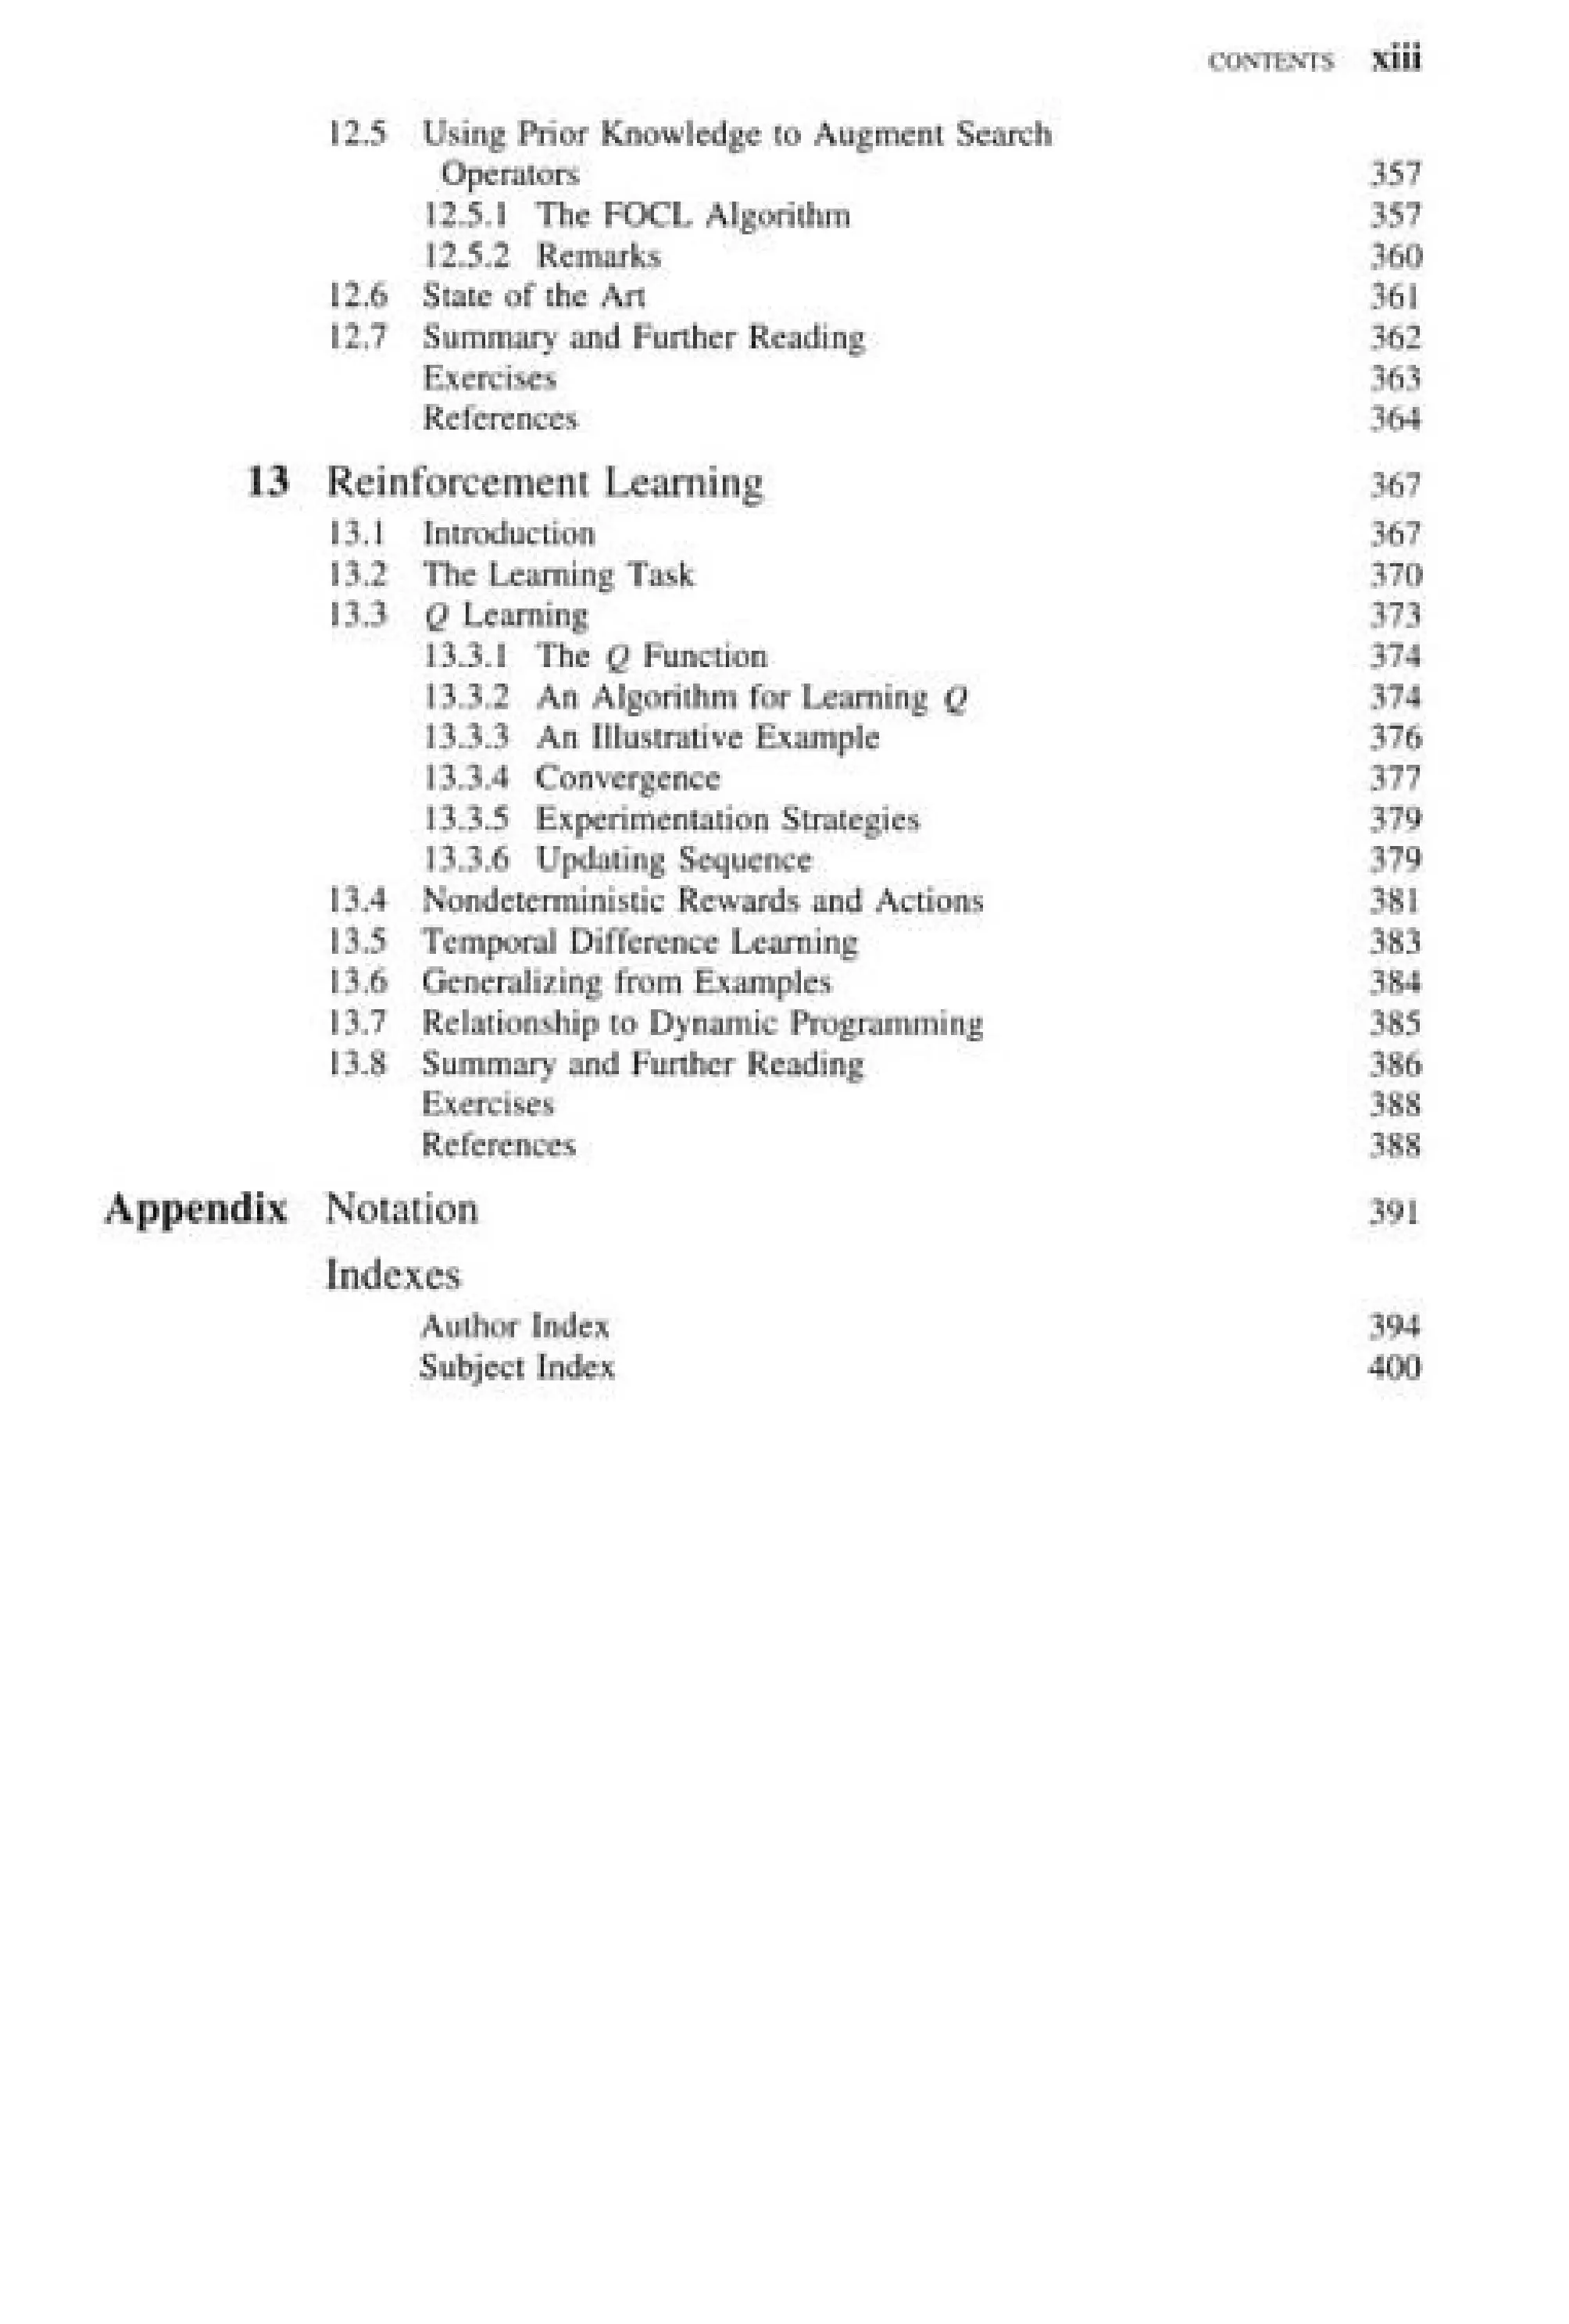 CONTENTS xiii
12.5 Using Prior Knowledge to Augment Search
Operators 357
12.5.1 The FOCL Algorithm 357
12.5.2 Remarks 360
12.6 State of the Art 361
12.7 Summary and Further Reading 362
Exercises 363
References 364
13 Reinforcement Learning 367
13.1 Introduction 367
13.2 The Learning Task 370
13.3 Q Learning 373
13.3.1 The Q Function 374
13.3.2 An Algorithm for Learning Q 374
13.3.3 An Illustrative Example 376
13.3.4 Convergence 377
13.3.5 Experimentation Strategies 379
13.3.6 Updating Sequence 379
13.4 Nondeterministic Rewards and Actions 381
13.5 Temporal Difference Learning 383
13.6 Generalizing from Examples 384
13.7 Relationship to Dynamic Programming 385
13.8 Summary and Further Reading 386
Exercises 388
References 388
Appendix Notation 391
Indexes
Author Index 394
Subject Index 400